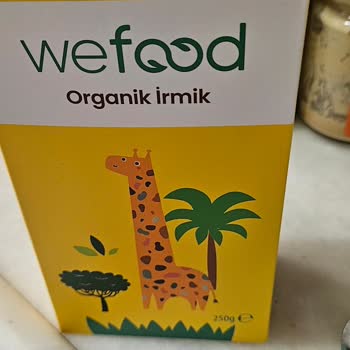 wefood
Organik İrmik
250g ℮